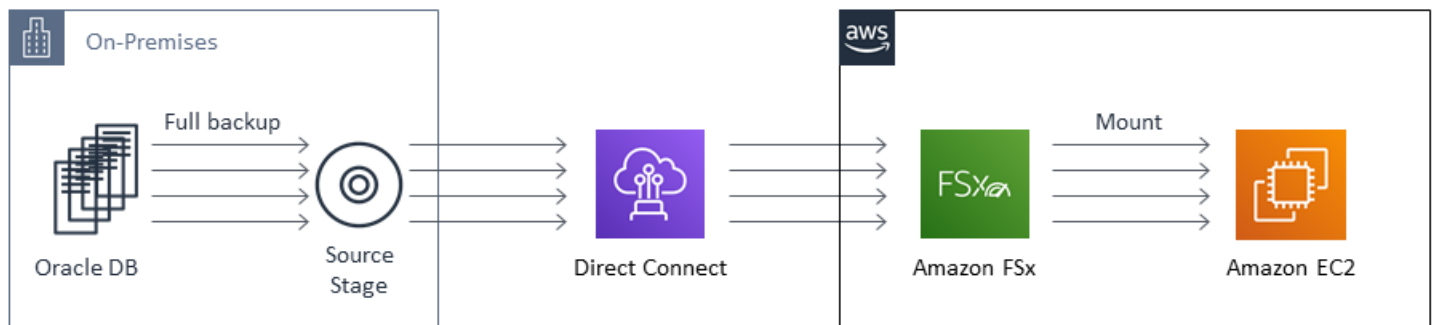 On-Premises
aws
Full backup
Mount
FSx
Oracle DB
Source
Stage
Direct Connect
Amazon FSx
Amazon EC2